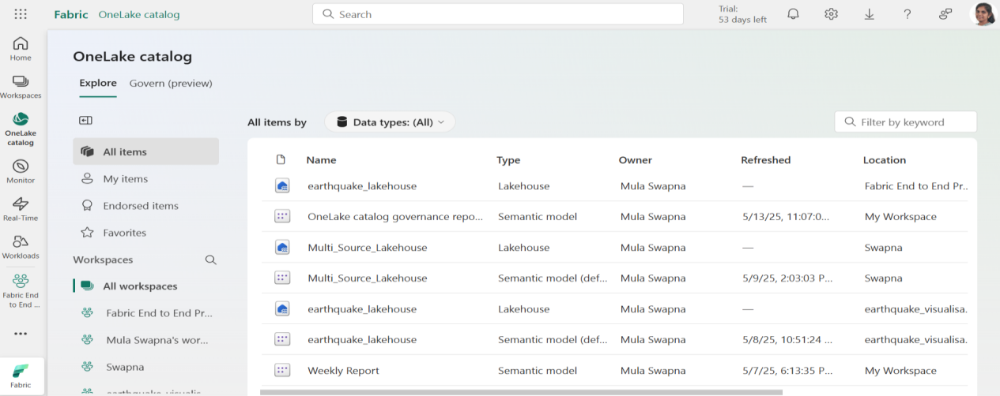 Fabric OneLake catalog
Search
Trial:
53 days left
Home
Workspaces
OneLake
catalog
Monitor
Real-Time
Workloads
Fabric End
to End ...
Fabric
OneLake catalog
Explore Govern (preview)
All items
My items
Endorsed items
Favorites
Workspaces
All workspaces
Fabric End to End Pr...
Mula Swapna's wor...
Swapna
earthquake_visualis...
All items by Data types: (All) Filter by keyword
Name Type Owner Refreshed Location
earthquake_lakehouse Lakehouse Mula Swapna — Fabric End to End Pr..
OneLake catalog governance repo... Semantic model Mula Swapna 5/13/25, 11:07:0... My Workspace
Multi_Source_Lakehouse Lakehouse Mula Swapna — Swapna
Multi_Source_Lakehouse Semantic model (def... Mula Swapna 5/9/25, 2:03:03 P... Swapna
earthquake_lakehouse Lakehouse Mula Swapna — earthquake_visualisa.
earthquake_lakehouse Semantic model (def... Mula Swapna 5/8/25, 10:51:24 ... earthquake_visualisa.
Weekly Report Semantic model Mula Swapna 5/7/25, 6:13:35 P... My Workspace